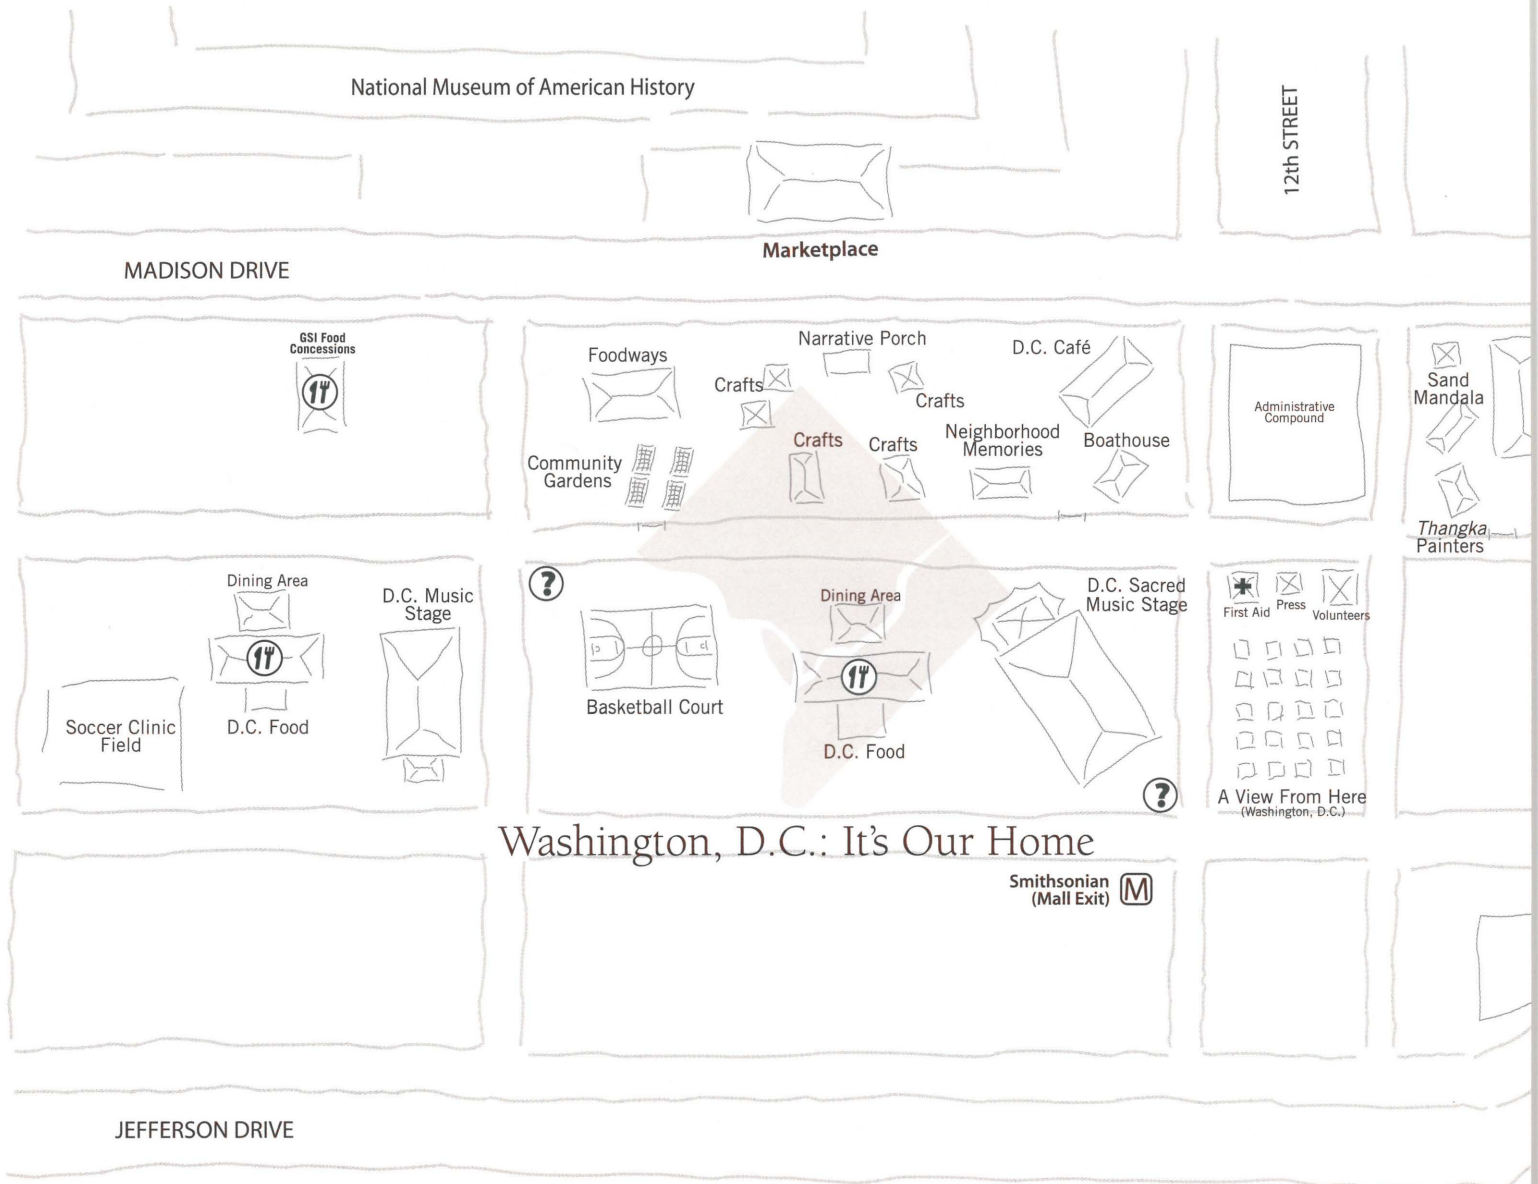 National Museum of American History
12th STREET
Marketplace
MADISON DRIVE
GSI Food
Concessions
Foodways
Narrative Porch
D.C. Café
Crafts
Crafts
Sand
Mandala
Administrative
Compound
Crafts
Crafts
Neighborhood
Memories
Boathouse
Community
Gardens
Thangka
Painters
?
Dining Area
D.C. Music
Stage
Dining Area
D.C. Sacred
Music Stage
First Aid
Press
Volunteers
Soccer Clinic
Field
D.C. Food
Basketball Court
D.C. Food
?
A View From Here
(Washington, D.C.)
Washington, D.C.: It's Our Home
Smithsonian
(Mall Exit)
M
JEFFERSON DRIVE